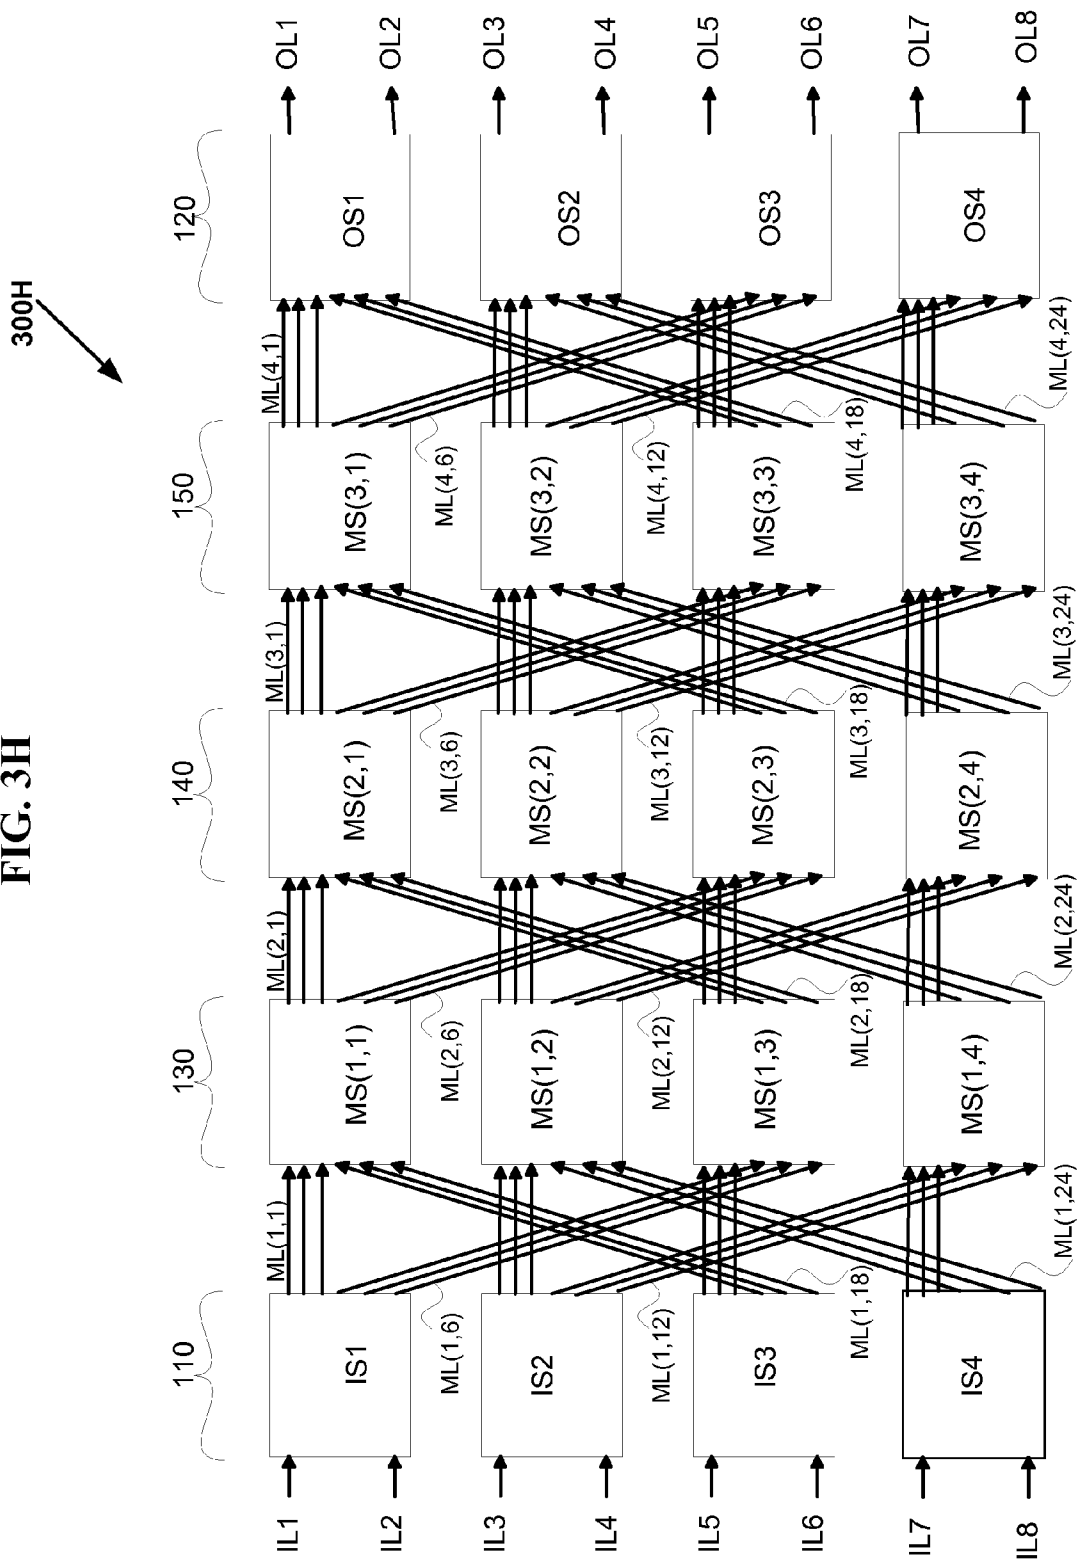 FIG. 3H
300H
110
130
140
150
120
IL1
IS1
ML(1,1)
MS(1,1)
ML(2,1)
MS(2,1)
ML(3,1)
MS(3,1)
ML(4,1)
OS1
OL1
IL2
ML(1,6)
ML(2,6)
ML(3,6)
ML(4,6)
OL2
IL3
IS2
MS(1,2)
MS(2,2)
MS(3,2)
OS2
OL3
IL4
ML(1,12)
ML(2,12)
ML(3,12)
ML(4,12)
OL4
IL5
IS3
MS(1,3)
MS(2,3)
MS(3,3)
OS3
OL5
IL6
ML(1,18)
ML(2,18)
ML(3,18)
ML(4,18)
OL6
IL7
IS4
MS(1,4)
MS(2,4)
MS(3,4)
OS4
OL7
IL8
ML(1,24)
ML(2,24)
ML(3,24)
ML(4,24)
OL8